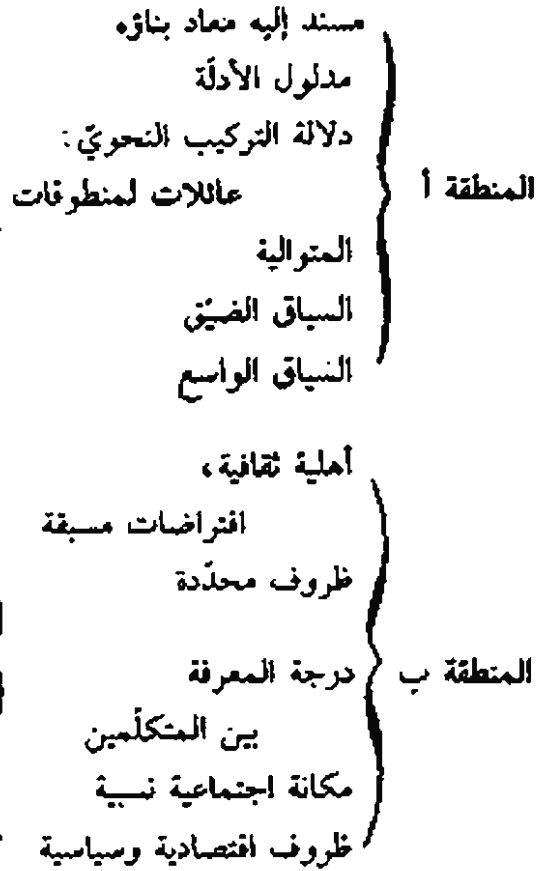 مسند إليه معاد بناؤه
مدلول الأدلّة
دلالة التركيب النحويّ :
المنطقة أ
عائلات لمنطوقات
المتوالية
السياق الضيّق
السياق الواسع
أهلية ثقافية ،
افتراضات مسبقة
ظروف محدّدة
المنطقة ب
درجة المعرفة
بين المتكلّمين
مكانة اجتماعية نسبية
ظروف اقتصادية وسياسية